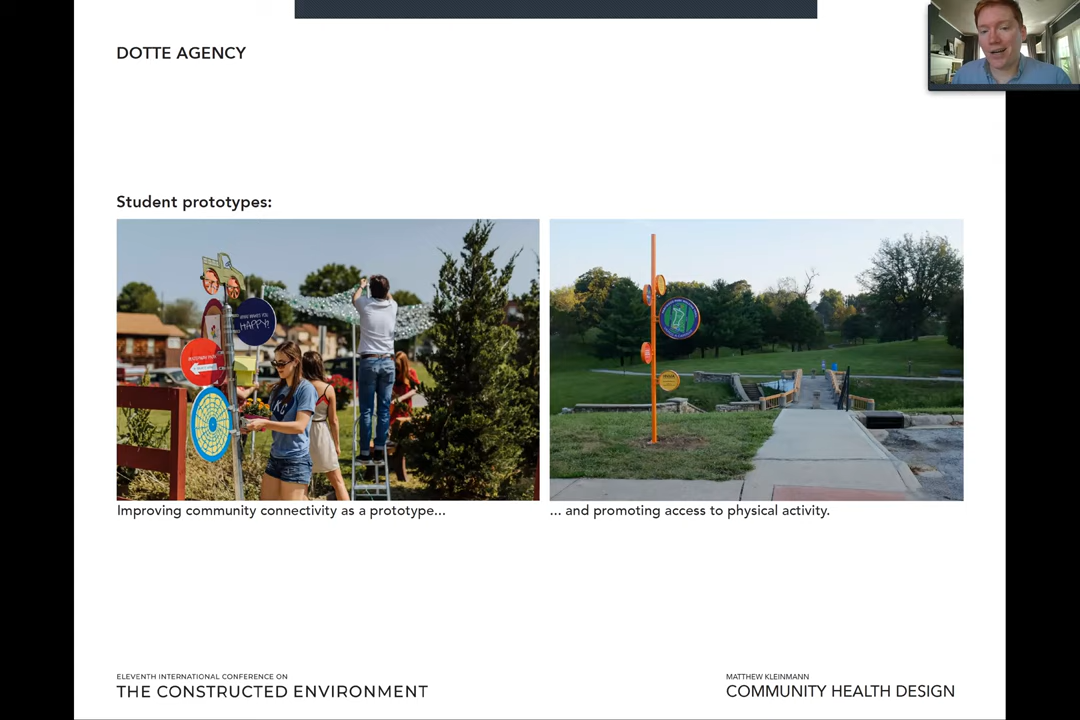 DOTTE AGENCY
Student prototypes:
HAPPY!
Improving community connectivity as a prototype...
... and promoting access to physical activity.
ELEVENTH INTERNATIONAL CONFERENCE ON
THE CONSTRUCTED ENVIRONMENT
MATTHEW KLEINMANN
COMMUNITY HEALTH DESIGN